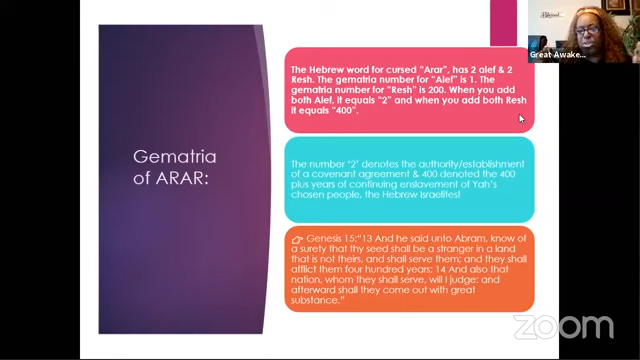 Gematria
of ARAR:
The Hebrew word for cursed "Arar", has 2 alef & 2
Resh. The gematria number for "Alef" is 1. The
gematria number for "Resh" is 200. When you add
both Alef, it equals "2" and when you add both Resh
it equals "400".
The number "2" denotes the authority/establishment
of a covenant agreement & 400 denoted the 400
plus years of continuing enslavement of Yah's
chosen people, the Hebrew Israelites!
Genesis 15:"13 And he said unto Abram, know of
a surety that thy seed shall be a stranger in a land
that is not theirs, and shall serve them; and they shall
afflict them four hundred years; 14 And also that
nation, whom they shall serve, will I judge: and
afterward shall they come out with great
substance."
Great Awake...
zoom